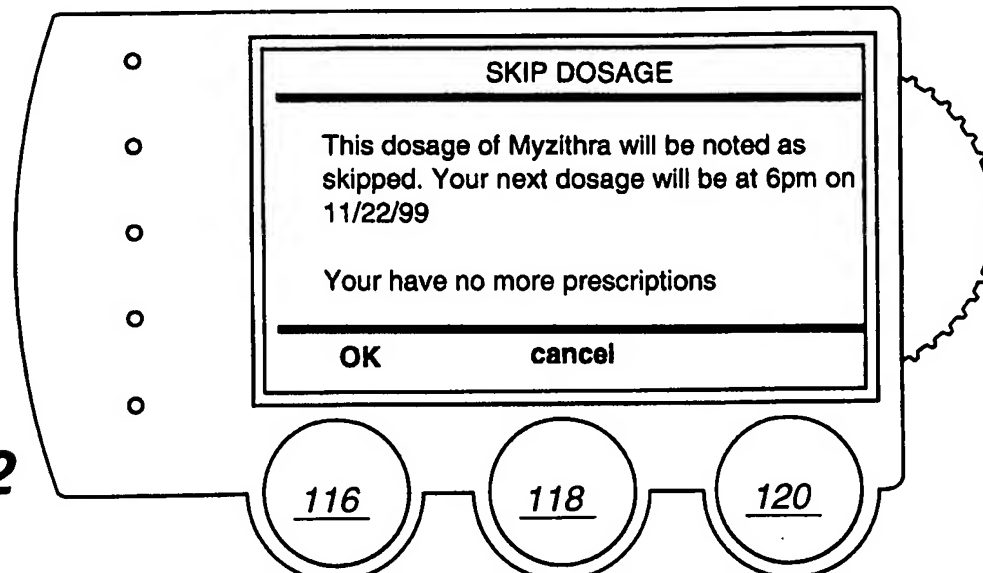 SKIP DOSAGE
This dosage of Myzithra will be noted as
skipped. Your next dosage will be at 6pm on
11/22/99
Your have no more prescriptions
OK cancel
2
116 118 120